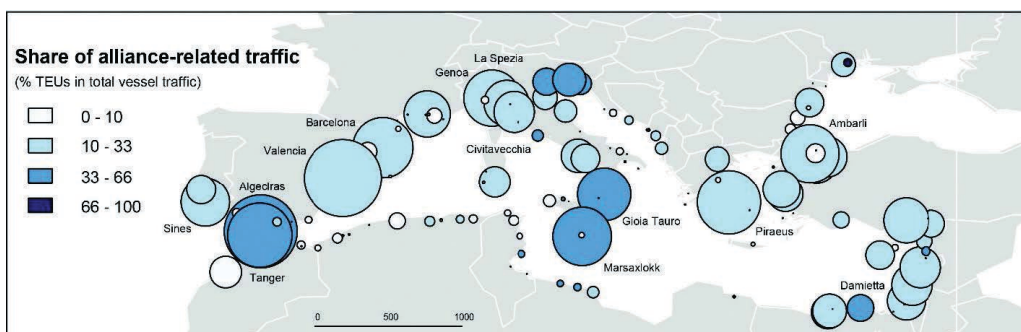 Share of alliance-related traffic
(% TEUs in total vessel traffic)
0 - 10
10 - 33
33 - 66
66 - 100
La Spezia
Genoa
Barcelona
Valencia
Civitavecchia
Ambarli
Algeciras
Sines
Gioia Tauro
Piraeus
Tanger
Marsaxlokk
Damietta
0 500 1000